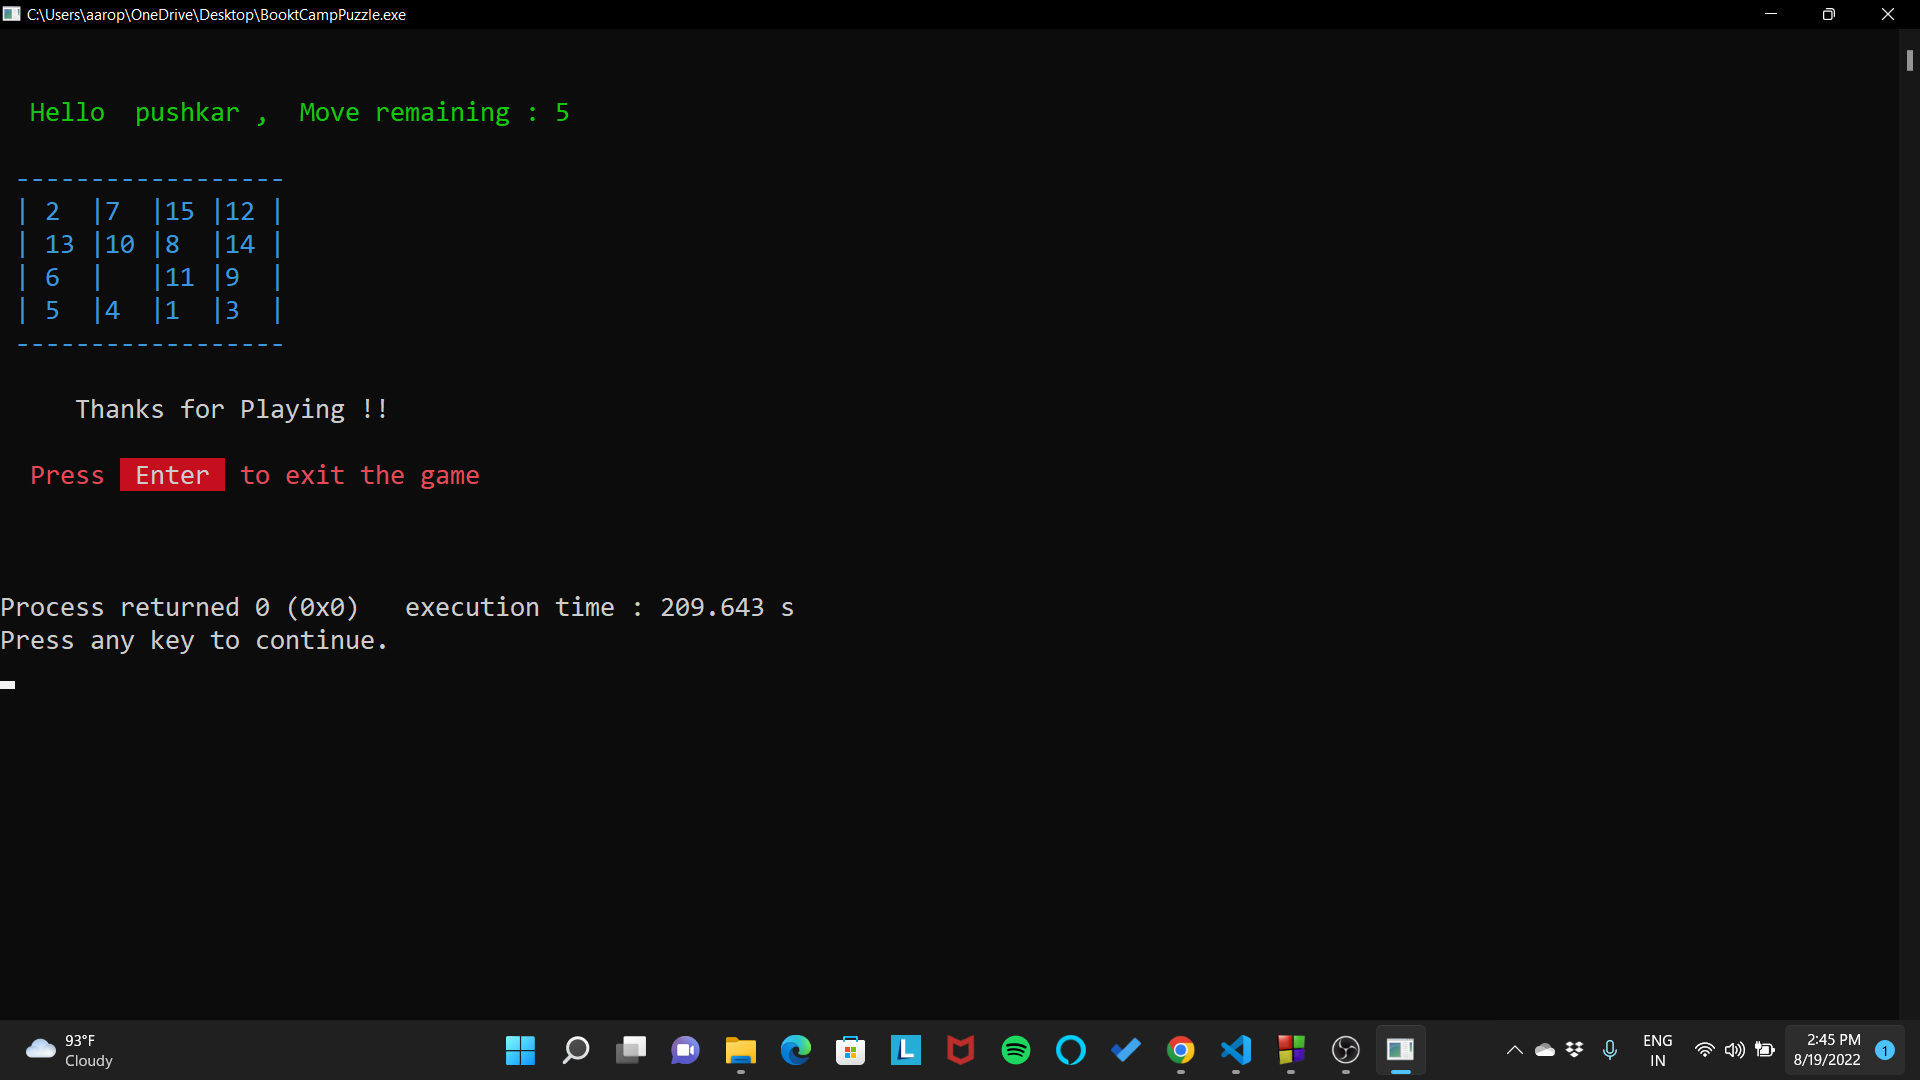 C:\Users\aarop\OneDrive\Desktop\BooktCampPuzzle.exe
Hello  pushkar ,  Move remaining : 5
------------------
| 2  |7  |15 |12 |
| 13 |10 |8  |14 |
| 6  |   |11 |9  |
| 5  |4  |1  |3  |
------------------
Thanks for Playing !!
Press  Enter  to exit the game
Process returned 0 (0x0)   execution time : 209.643 s
Press any key to continue.
93°F
Cloudy
L
ENG
IN
2:45 PM
8/19/2022
1